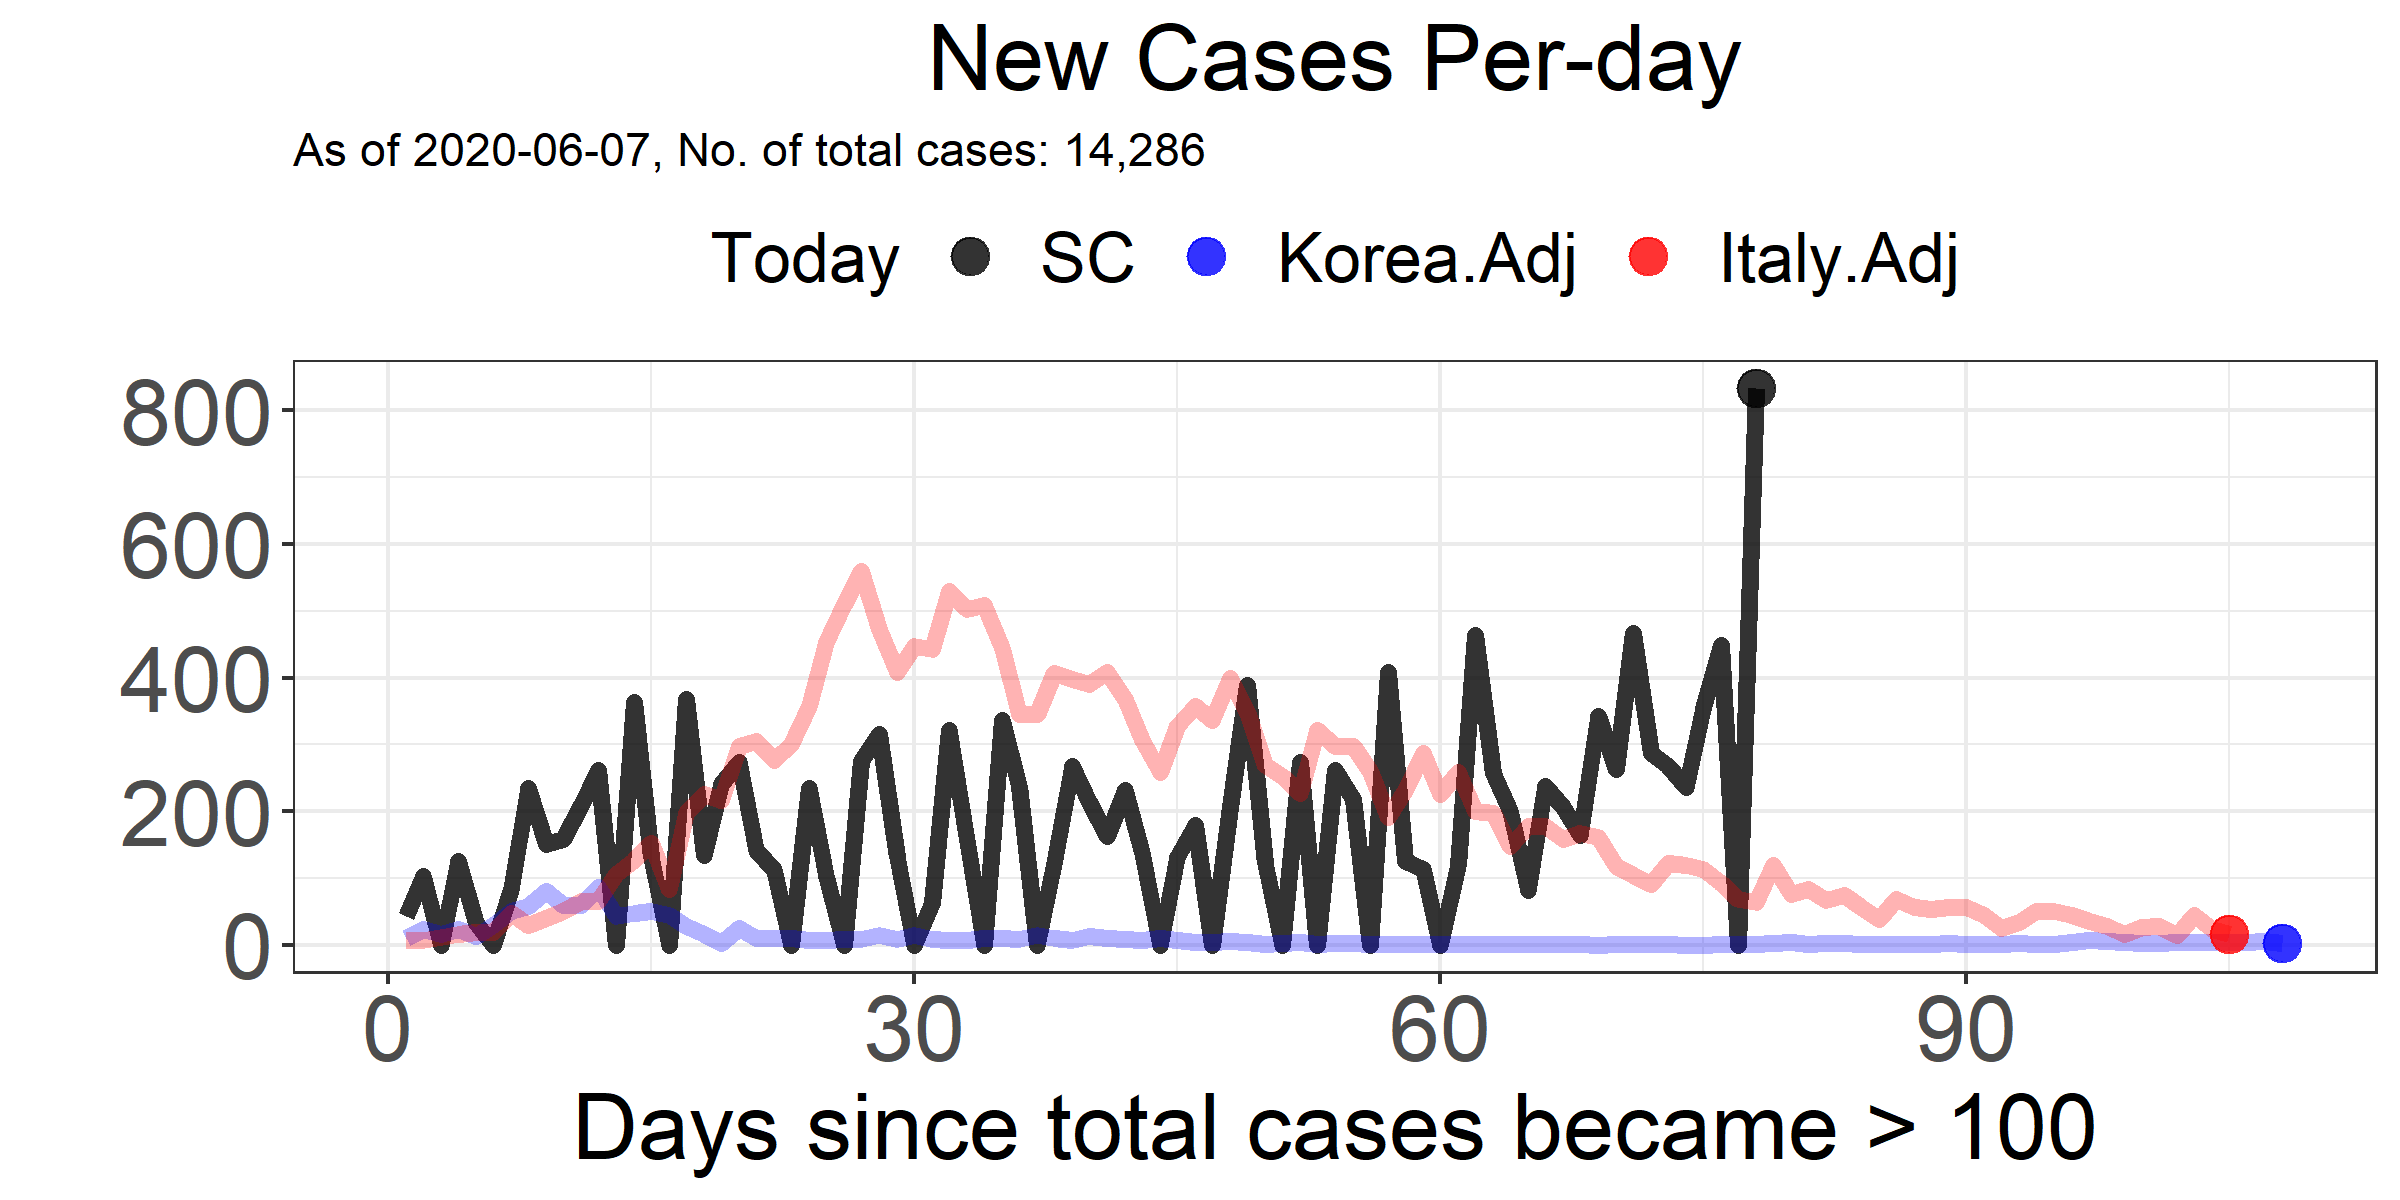 New Cases Per-day
As of 2020-06-07, No. of total cases: 14,286
Today SC Korea.Adj Italy.Adj
800
600
400
200
0
0 30 60 90
Days since total cases became > 100